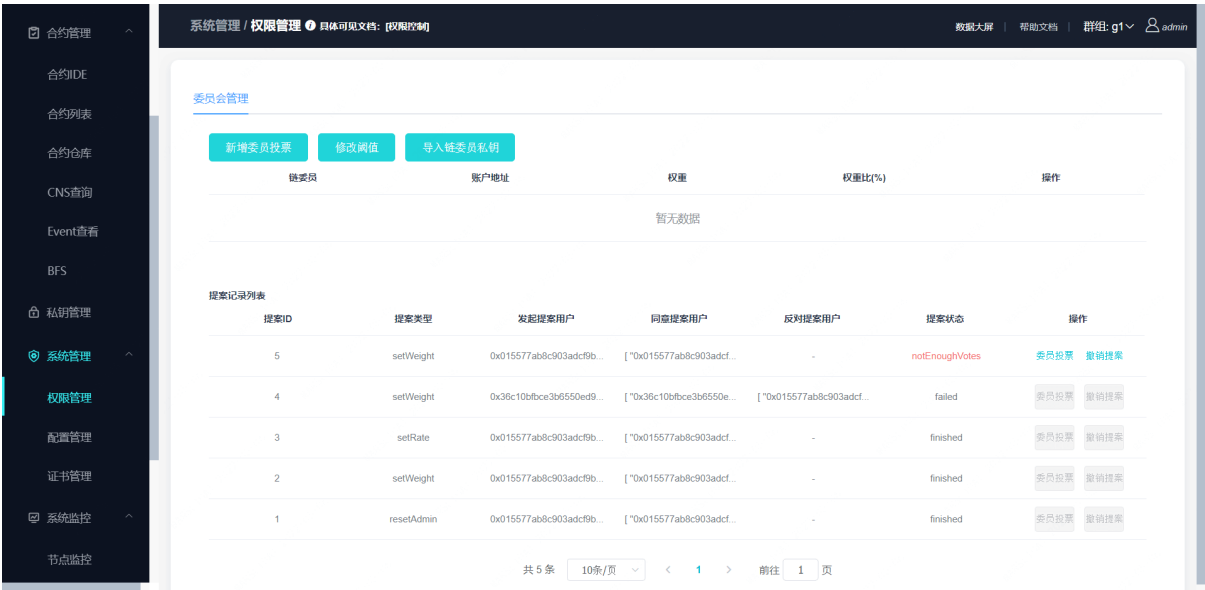 系统管理 / 权限管理 具体可见文档: [权限控制]
数据大屏 | 帮助文档 | 群组: g1 admin
合约管理
合约IDE
合约列表
合约仓库
CNS查询
Event查看
BFS
私钥管理
系统管理
权限管理
配置管理
证书管理
系统监控
节点监控
委员会管理
新增委员投票 修改阈值 导入链委员私钥
链委员 账户地址 权重 权重比(%) 操作
暂无数据
提案记录列表
提案ID 提案类型 发起提案用户 同意提案用户 反对提案用户 提案状态 操作
5 setWeight 0x015577ab8c903adcf9b... [ "0x015577ab8c903adcf... - notEnoughVotes 委员投票 撤销提案
4 setWeight 0x36c10bfbce3b6550ed9... [ "0x36c10bfbce3b6550e... [ "0x015577ab8c903adcf... failed 委员投票 撤销提案
3 setRate 0x015577ab8c903adcf9b... [ "0x015577ab8c903adcf... - finished 委员投票 撤销提案
2 setWeight 0x015577ab8c903adcf9b... [ "0x015577ab8c903adcf... - finished 委员投票 撤销提案
1 resetAdmin 0x015577ab8c903adcf9b... [ "0x015577ab8c903adcf... - finished 委员投票 撤销提案
共 5 条 10条/页 < 1 > 前往 1 页